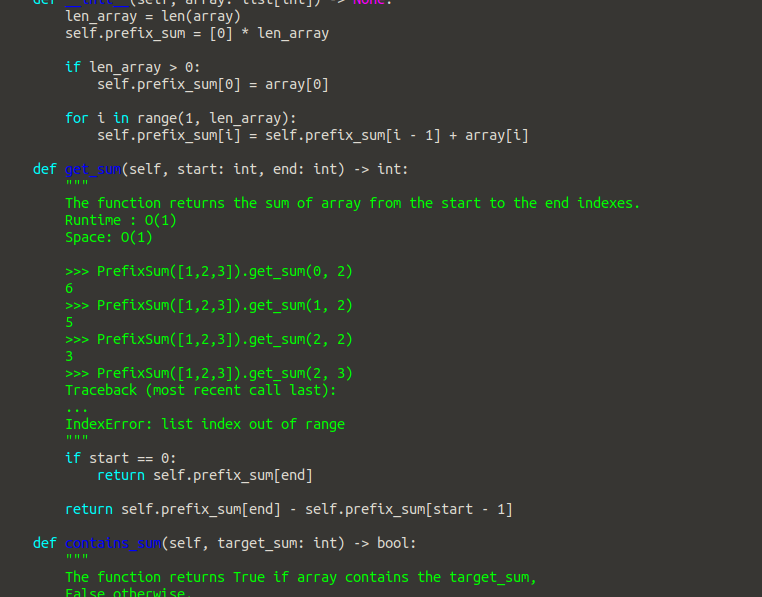 def __init__(self, array: list[int]) -> None:
        len_array = len(array)
        self.prefix_sum = [0] * len_array

        if len_array > 0:
            self.prefix_sum[0] = array[0]

        for i in range(1, len_array):
            self.prefix_sum[i] = self.prefix_sum[i - 1] + array[i]

    def get_sum(self, start: int, end: int) -> int:
        """
        The function returns the sum of array from the start to the end indexes.
        Runtime : O(1)
        Space: O(1)

        >>> PrefixSum([1,2,3]).get_sum(0, 2)
        6
        >>> PrefixSum([1,2,3]).get_sum(1, 2)
        5
        >>> PrefixSum([1,2,3]).get_sum(2, 2)
        3
        >>> PrefixSum([1,2,3]).get_sum(2, 3)
        Traceback (most recent call last):
        ...
        IndexError: list index out of range
        """
        if start == 0:
            return self.prefix_sum[end]

        return self.prefix_sum[end] - self.prefix_sum[start - 1]

    def contains_sum(self, target_sum: int) -> bool:
        """
        The function returns True if array contains the target_sum,
        False otherwise.